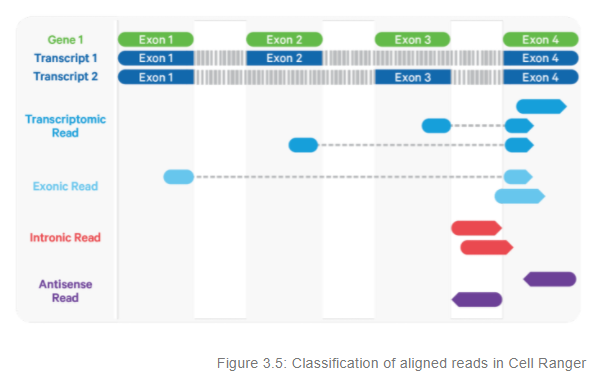 Gene 1 Exon 1 Exon 2 Exon 3 Exon 4
Transcript 1 Exon 1 Exon 2 Exon 4
Transcript 2 Exon 1 Exon 3 Exon 4
Transcriptomic
Read
Exonic Read
Intronic Read
Antisense
Read
Figure 3.5: Classification of aligned reads in Cell Ranger